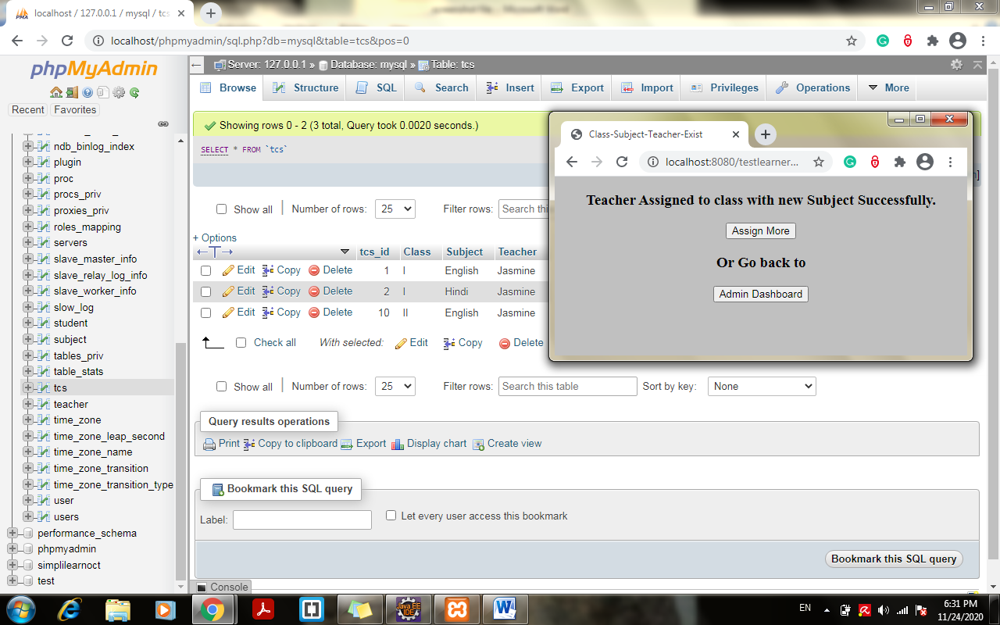 localhost / 127.0.0.1 / mysql / tcs
localhost/phpmyadmin/sql.php?db=mysql&table=tcs&pos=0
phpMyAdmin
Recent Favorites
ndb_binlog_index
plugin
proc
procs_priv
proxies_priv
roles_mapping
servers
slave_master_info
slave_relay_log_info
slave_worker_info
slow_log
student
subject
tables_priv
table_stats
tcs
teacher
time_zone
time_zone_leap_second
time_zone_name
time_zone_transition
time_zone_transition_type
user
users
performance_schema
phpmyadmin
simplilearnoct
test
Server: 127.0.0.1 » Database: mysql » Table: tcs
Browse Structure SQL Search Insert Export Import Privileges Operations More
Showing rows 0 - 2 (3 total, Query took 0.0020 seconds.)
SELECT * FROM `tcs`
Show all Number of rows: 25 Filter rows: Search thi
+ Options
tcs_id Class Subject Teacher
Edit Copy Delete 1 I English Jasmine
Edit Copy Delete 2 I Hindi Jasmine
Edit Copy Delete 10 II English Jasmine
Check all With selected: Edit Copy Delete
Show all Number of rows: 25 Filter rows: Search this table Sort by key: None
Query results operations
Print Copy to clipboard Export Display chart Create view
Bookmark this SQL query
Label: Let every user access this bookmark
Bookmark this SQL query
Console
Class-Subject-Teacher-Exist
localhost:8080/testlearner...
Teacher Assigned to class with new Subject Successfully.
Assign More
Or Go back to
Admin Dashboard
Java EE
IDE
EN
6:31 PM
11/24/2020